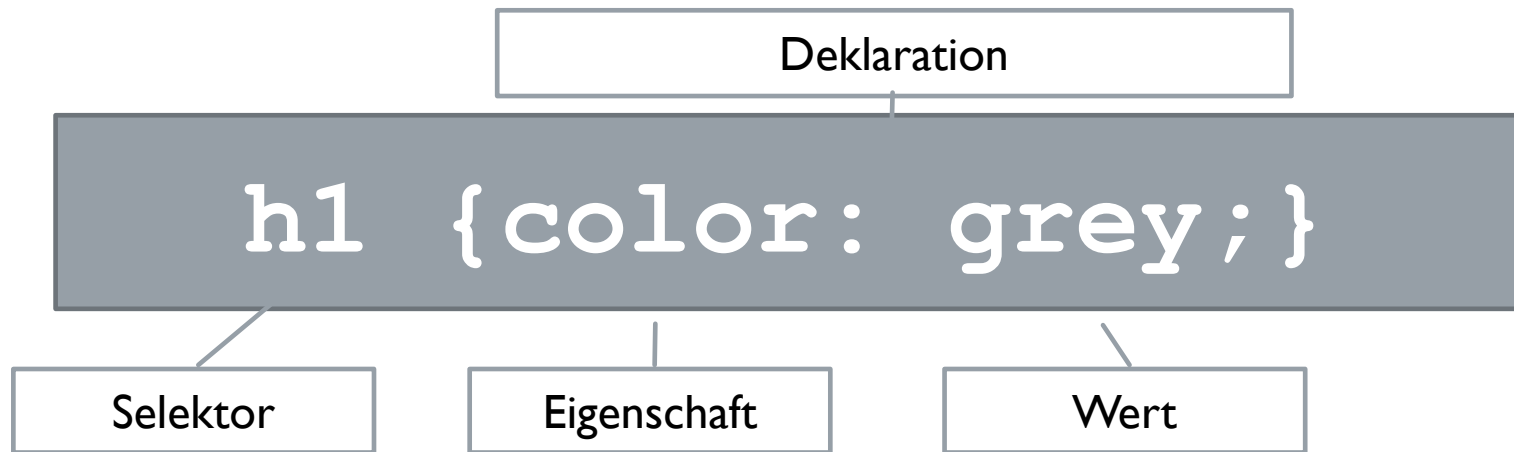 Deklaration
h1 {color: grey;}
Selektor
Eigenschaft
Wert